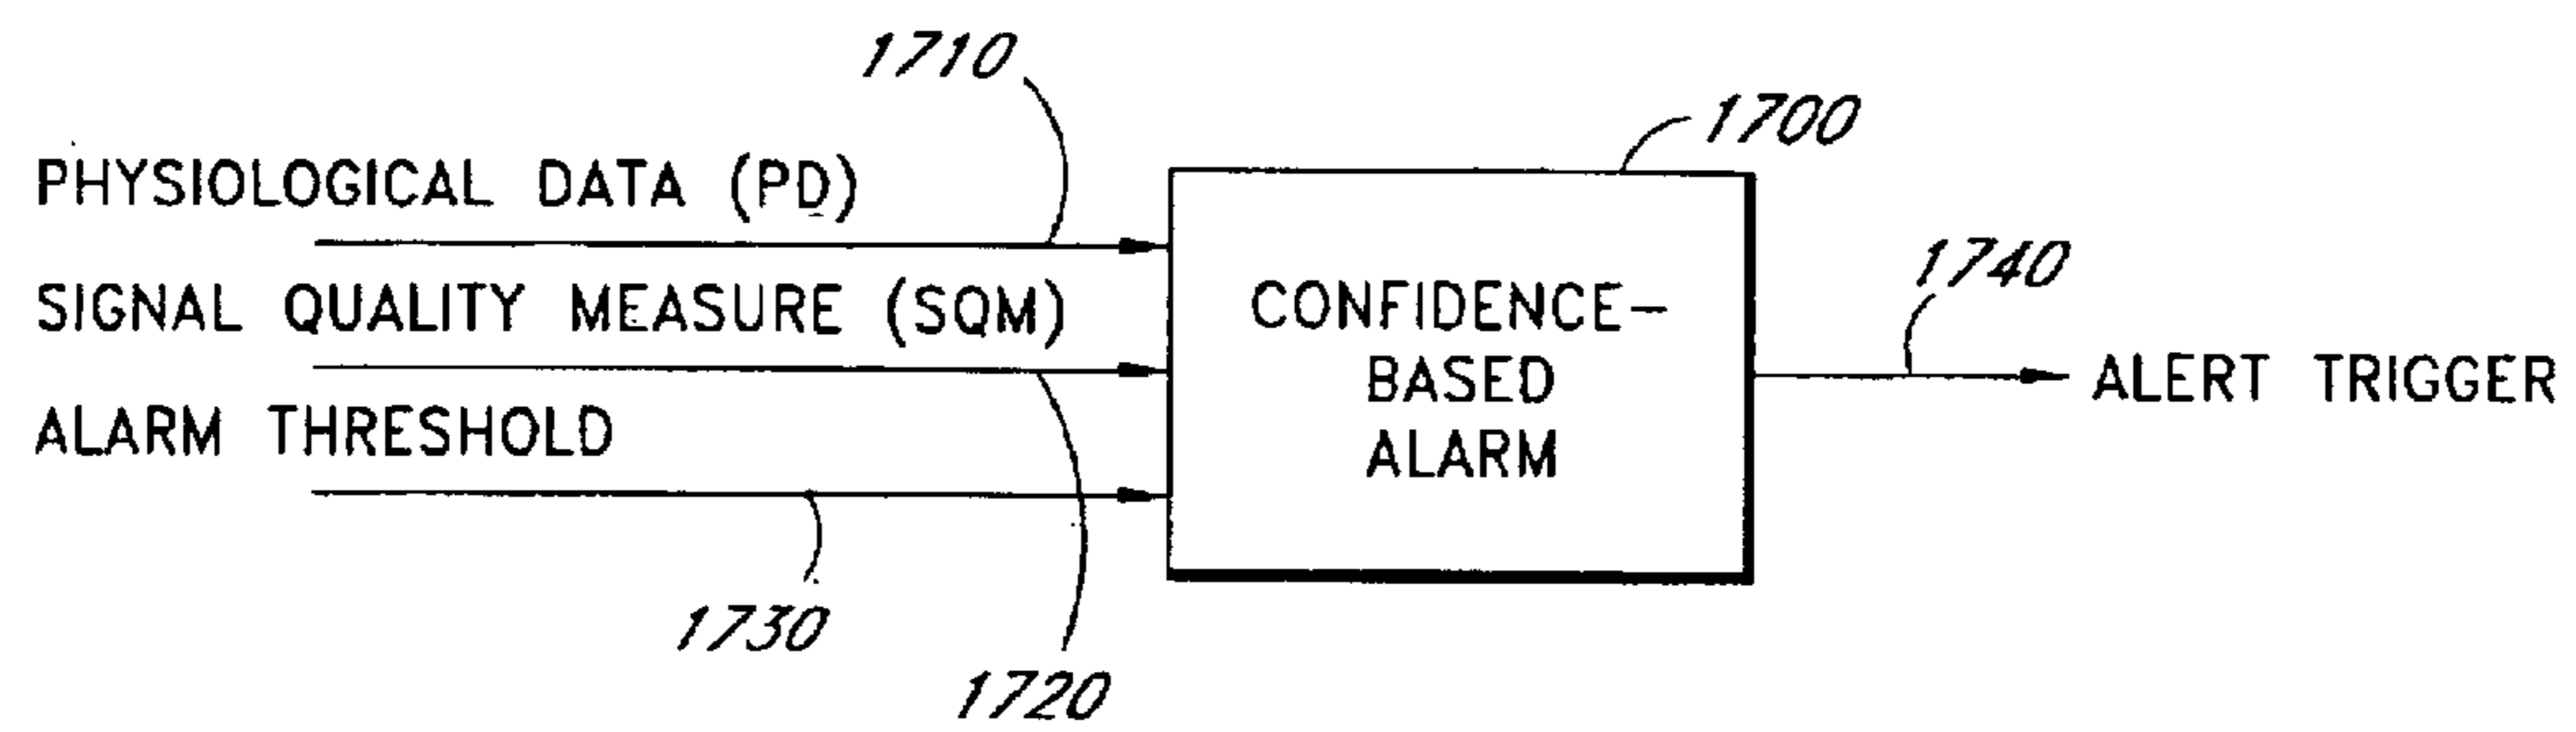 1710
1700
PHYSIOLOGICAL DATA (PD)
SIGNAL QUALITY MEASURE (SQM)
ALARM THRESHOLD
CONFIDENCE-
BASED
ALARM
1740
ALERT TRIGGER
1730
1720